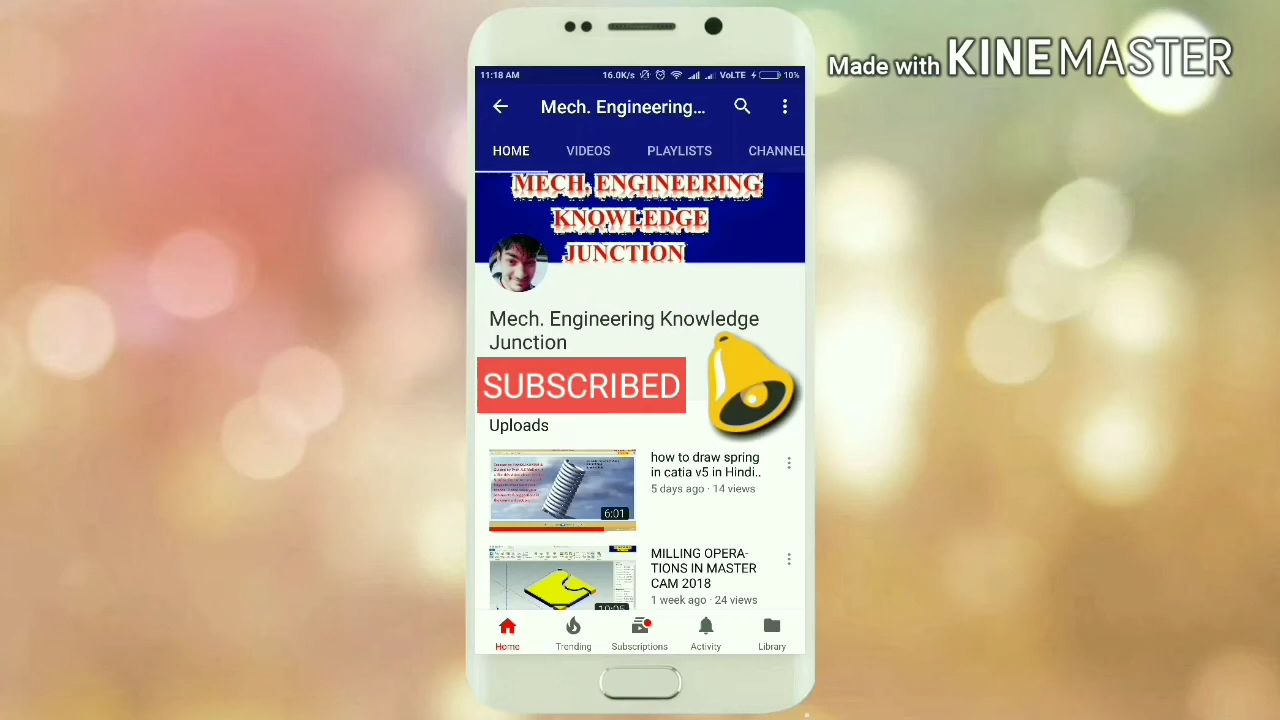 Made with KINEMASTER
11:18 AM 16.0K/s VoLTE 10%
Mech. Engineering...
HOME VIDEOS PLAYLISTS CHANNEL
MECH. ENGINEERING
KNOWLEDGE
JUNCTION
Mech. Engineering Knowledge
Junction
SUBSCRIBED
Uploads
how to draw spring
in catia v5 in Hindi..
5 days ago · 14 views
6:01
MILLING OPERA-
TIONS IN MASTER
CAM 2018
1 week ago · 24 views
10:05
Home Trending Subscriptions Activity Library